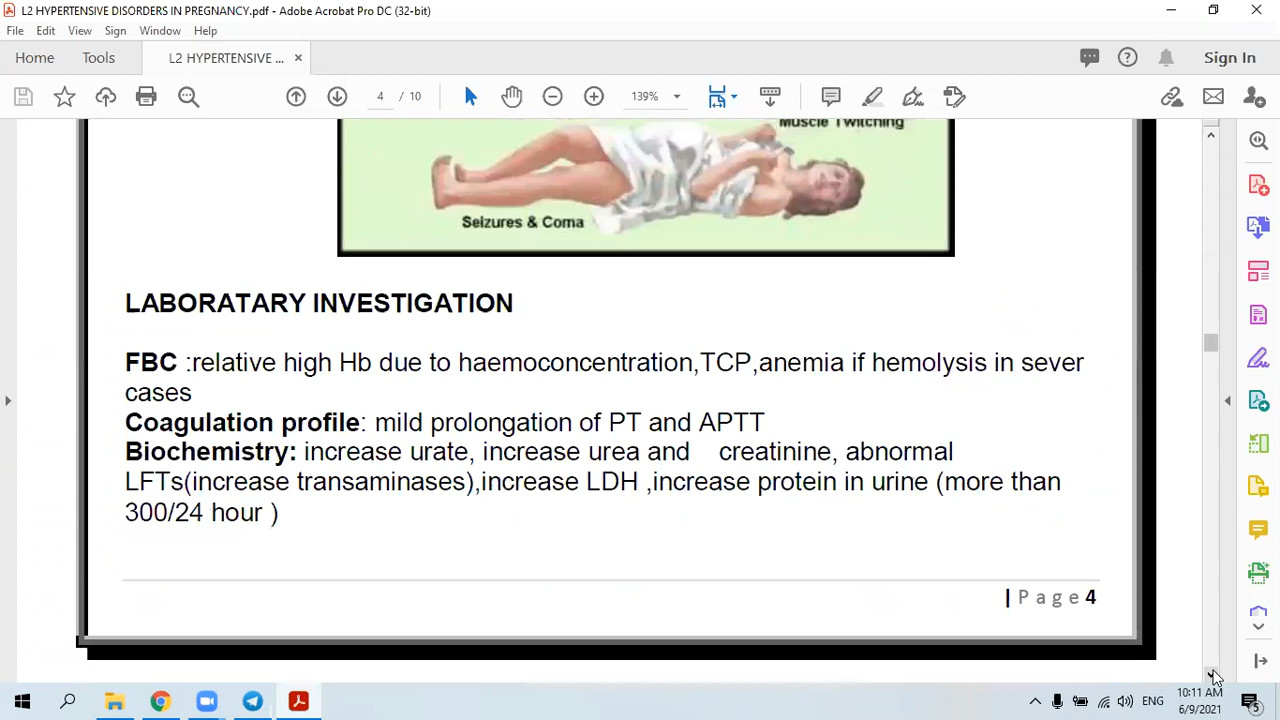 L2 HYPERTENSIVE DISORDERS IN PREGNANCY.pdf - Adobe Acrobat Pro DC (32-bit)
File Edit View Sign Window Help
Home Tools L2 HYPERTENSIVE ... × Sign In
4 / 10 139%
Muscle Twitching
Seizures & Coma
LABORATARY INVESTIGATION
FBC :relative high Hb due to haemoconcentration,TCP,anemia if hemolysis in sever
cases
Coagulation profile: mild prolongation of PT and APTT
Biochemistry: increase urate, increase urea and creatinine, abnormal
LFTs(increase transaminases),increase LDH ,increase protein in urine (more than
300/24 hour )
| Page 4
ENG 10:11 AM
6/9/2021 5